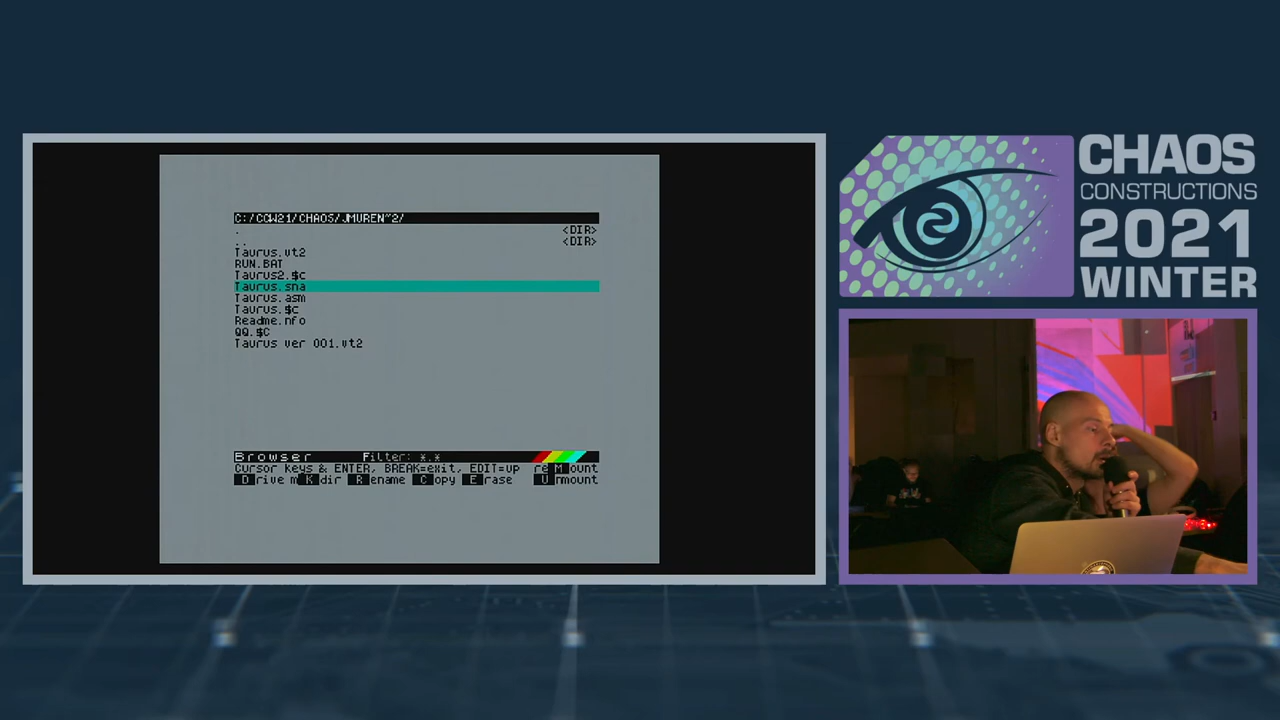 C:/CCW21/CHAOS/JMUREN~2/
. <DIR>
.. <DIR>
Taurus.vt2
RUN.BAT
Taurus2.$c
Taurus.sna
Taurus.asm
Taurus.$c
Readme.nfo
QQ.$C
Taurus ver 001.vt2
Browser Filter: *.*
Cursor keys & ENTER, BREAK=exit, EDIT=up reMount
Drive mKdir Rename Copy Erase Unmount
CHAOS
CONSTRUCTIONS
2021
WINTER